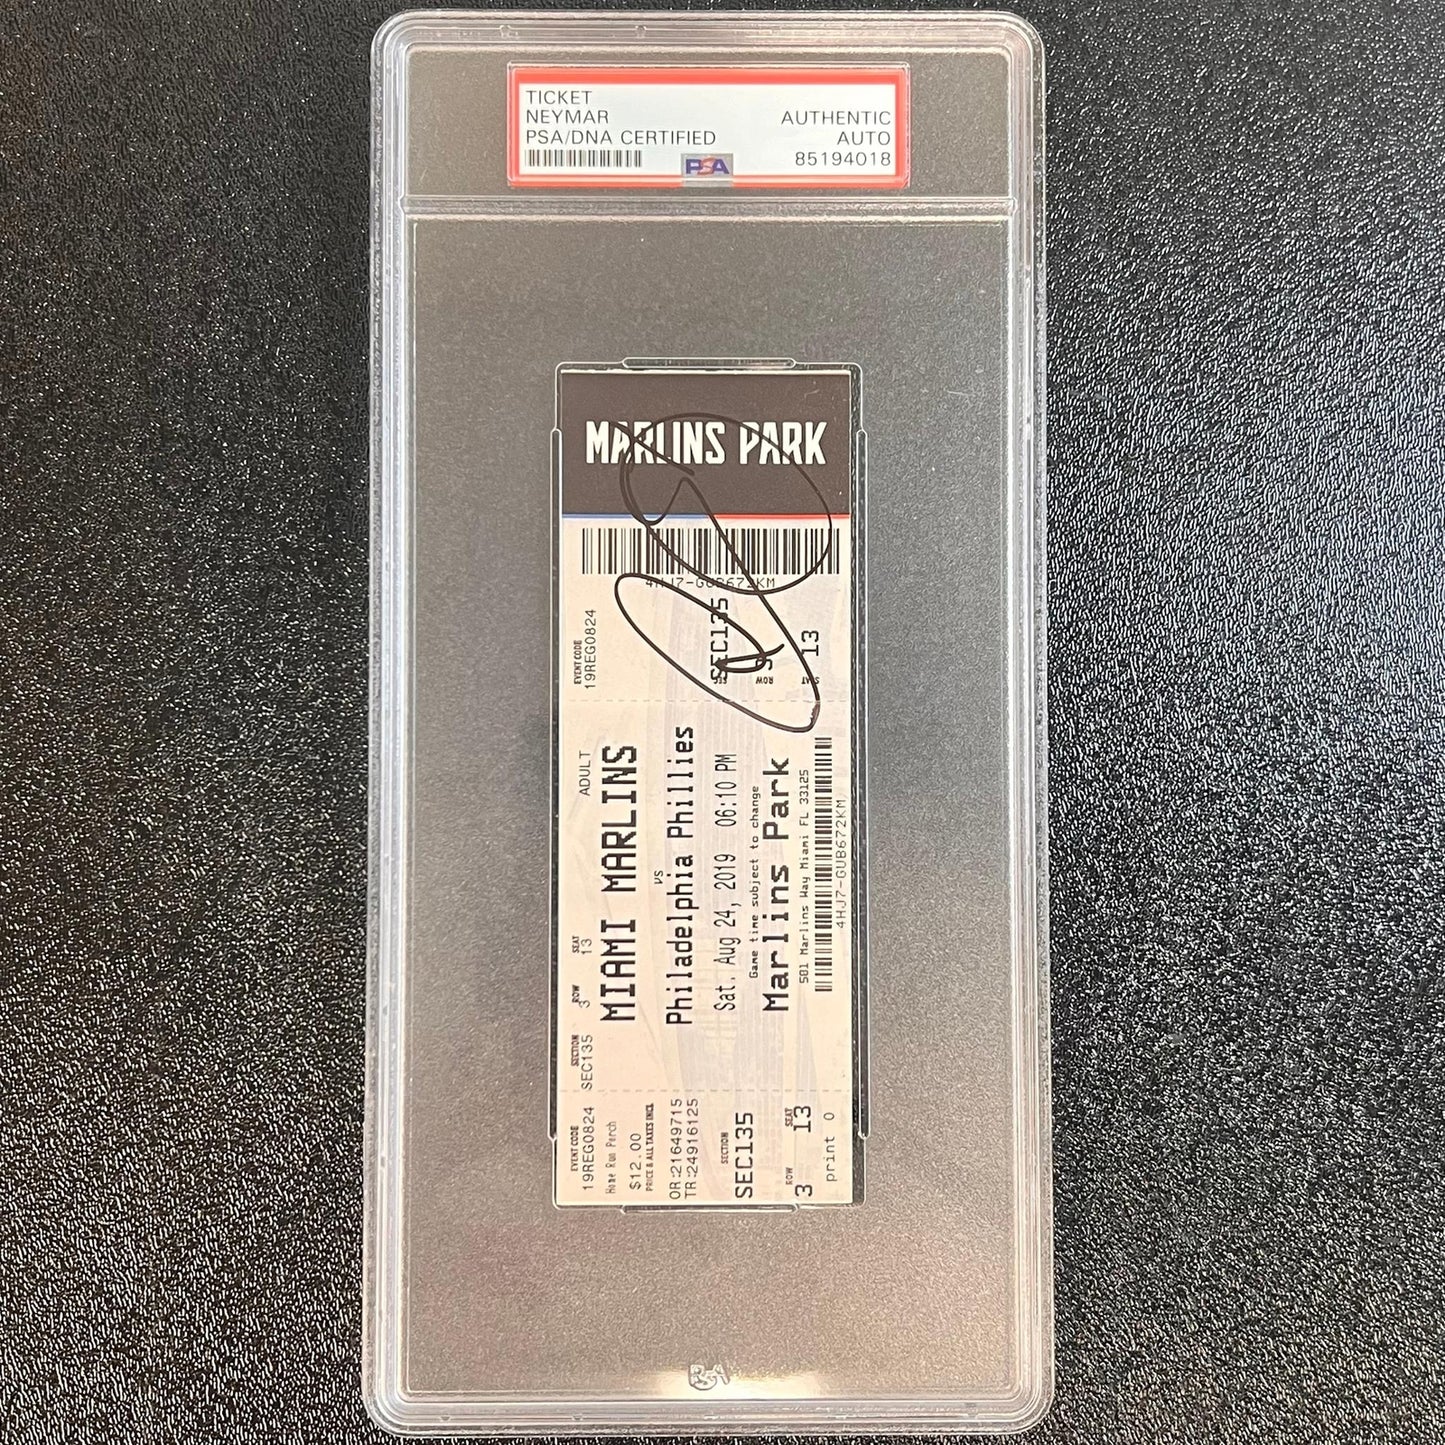 TICKET
NEYMAR
PSA/DNA CERTIFIED
AUTHENTIC
AUTO
85194018
PSA
MARLINS PARK
4HJ7-GUB672KM
EVENT CODE
19REG0824
SEC
SEC135
ROW
3
SEAT
13
ADULT
SECTION
SEC135
ROW
3
SEAT
13
MIAMI MARLINS
vs
Philadelphia Phillies
Sat. Aug 24, 2019 06:10 PM
Game time subject to change
Marlins Park
501 Marlins Way Miami FL 33125
4HJ7-GUB672KM
EVENT CODE
19REG0824
Home Run Porch
$12.00
PRICE & ALL TAXES INCL
OR:21649715
TR:24916125
SECTION
SEC135
ROW
3
SEAT
13
print 0
PSA